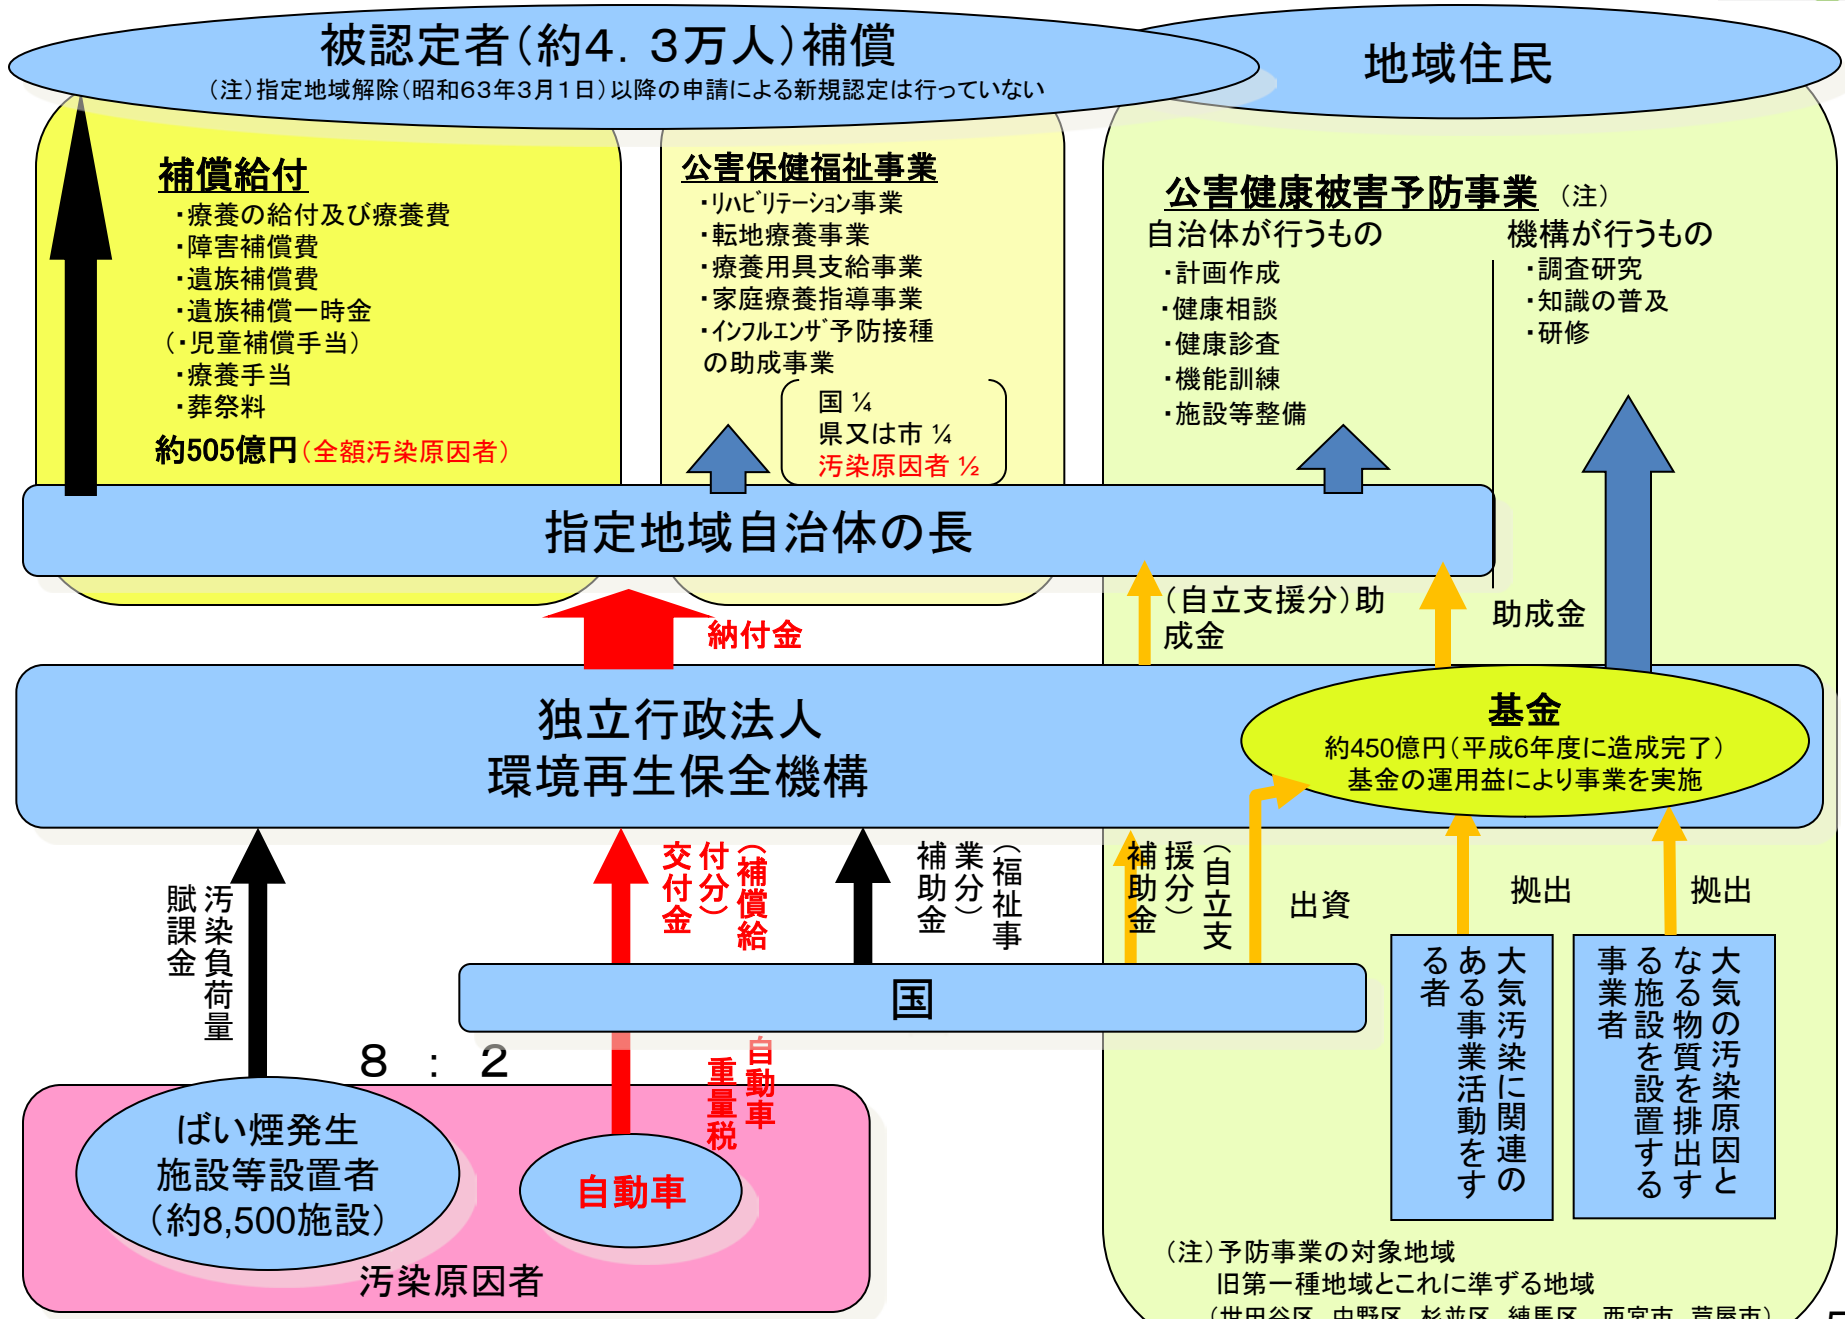 被認定者(約4．3万人)補償
(注)指定地域解除(昭和63年3月1日)以降の申請による新規認定は行っていない
地域住民
補償給付
・療養の給付及び療養費
・障害補償費
・遺族補償費
・遺族補償一時金
(・児童補償手当)
・療養手当
・葬祭料
約505億円(全額汚染原因者)
公害保健福祉事業
・ﾘﾊﾋﾞﾘﾃｰｼｮﾝ事業
・転地療養事業
・療養用具支給事業
・家庭療養指導事業
・ｲﾝﾌﾙｴﾝｻﾞ予防接種
の助成事業
国 ¼
県又は市 ¼
汚染原因者 ½
公害健康被害予防事業 (注)
自治体が行うもの
・計画作成
・健康相談
・健康診査
・機能訓練
・施設等整備
機構が行うもの
・調査研究
・知識の普及
・研修
指定地域自治体の長
納付金
(自立支援分)助
成金
助成金
独立行政法人
環境再生保全機構
基金
約450億円(平成6年度に造成完了)
基金の運用益により事業を実施
汚染負荷量
賦課金
(補償給
付分)
交付金
(福祉事
業分)
補助金
(自立支
援分)
補助金
出資
拠出
拠出
国
大気汚染に関連の
ある事業活動をす
る者
大気の汚染原因と
なる物質を排出す
る施設を設置する
事業者
8 : 2
自動車
重量税
ばい煙発生
施設等設置者
(約8,500施設)
自動車
汚染原因者
(注)予防事業の対象地域
旧第一種地域とこれに準ずる地域
(世田谷区、中野区、杉並区、練馬区、西宮市、芦屋市)